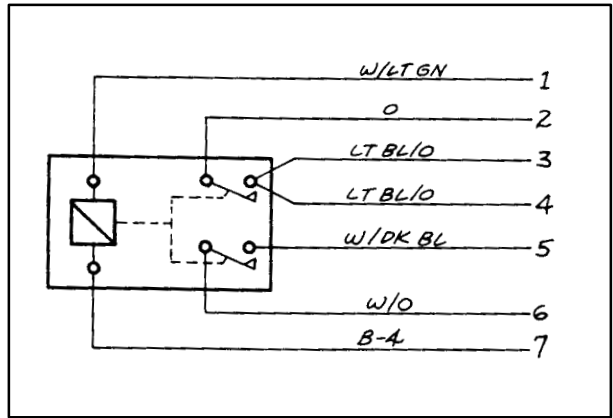 W/LT GN 1
O 2
LT BL/O 3
LT BL/O 4
W/DK BL 5
W/O 6
B-4 7